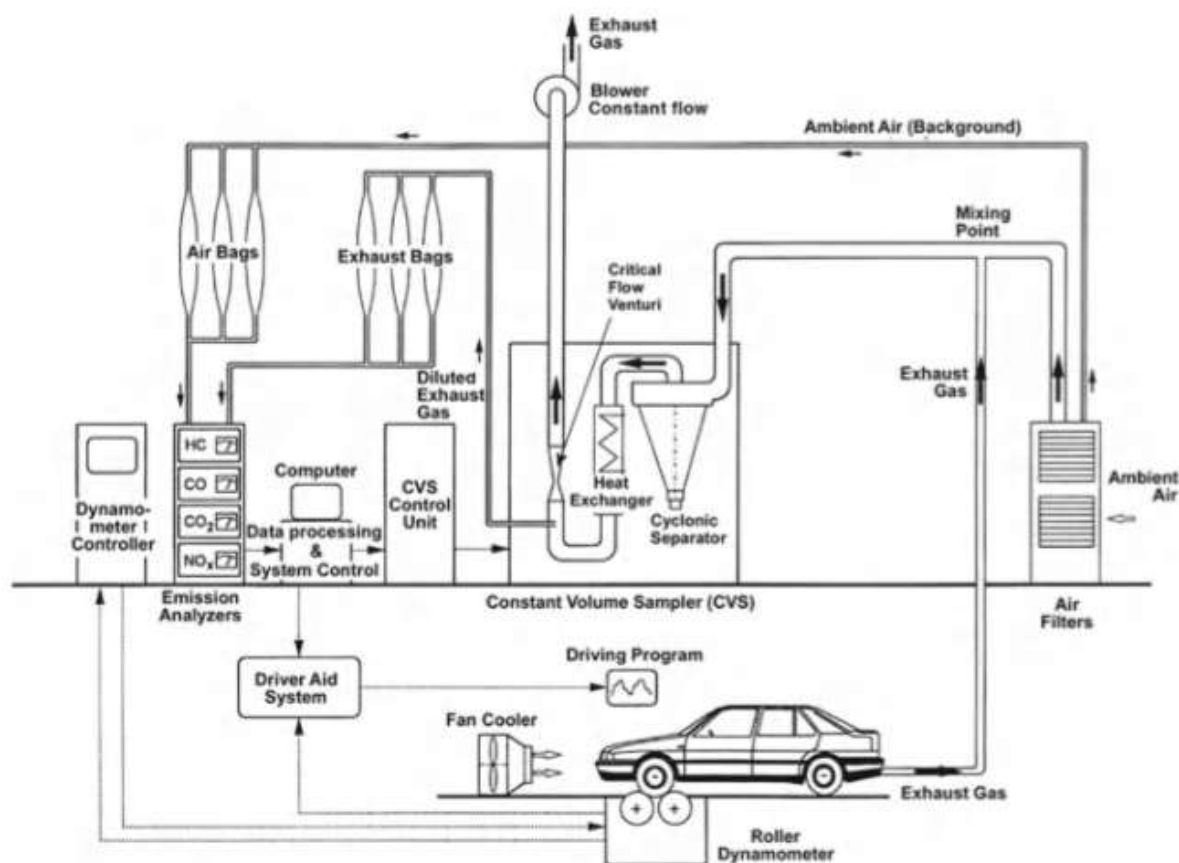 Exhaust
Gas
Blower
Constant flow
Ambient Air (Background)
Mixing
Point
Air Bags
Exhaust Bags
Critical
Flow
Venturi
Diluted
Exhaust
Gas
Exhaust
Gas
HC
CO
CO₂
NOₓ
Computer
Data processing
&
System Control
CVS
Control
Unit
Heat
Exchanger
Cyclonic
Separator
Ambient
Air
Dynamo-
meter
Controller
Emission
Analyzers
Constant Volume Sampler (CVS)
Air
Filters
Driver Aid
System
Driving Program
Fan Cooler
Exhaust Gas
Roller
Dynamometer